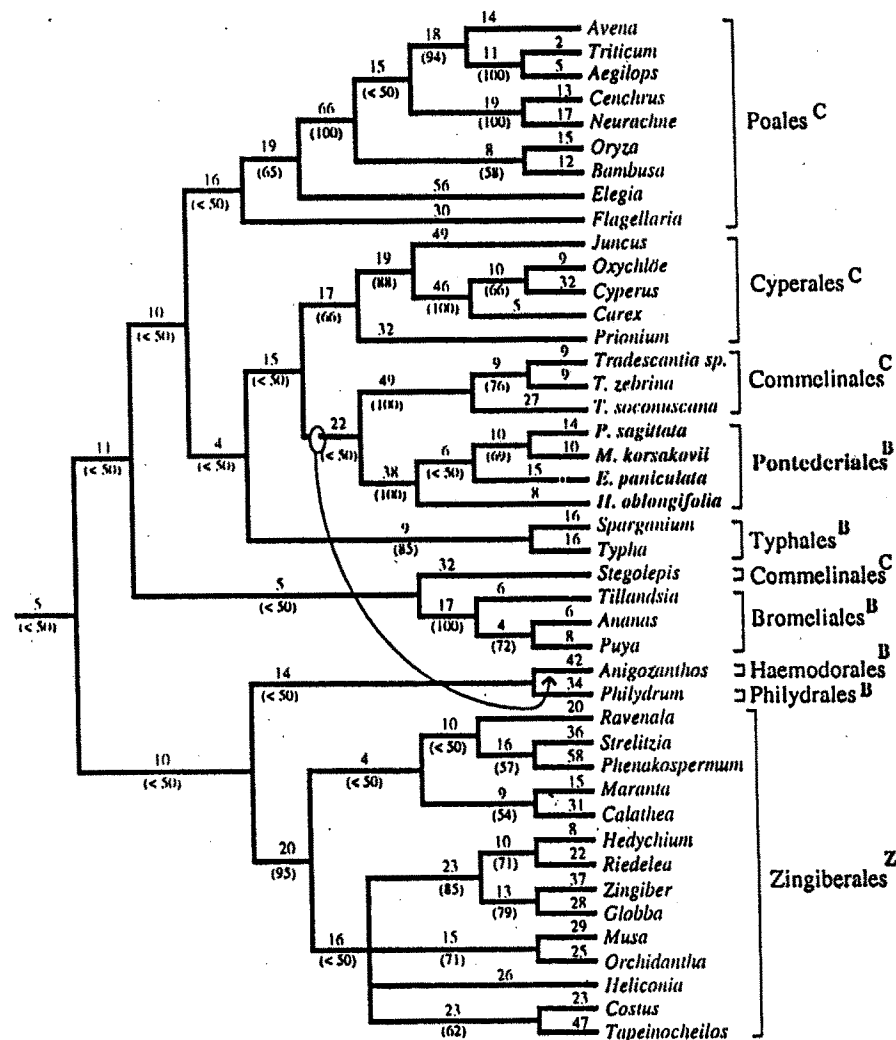 14 Avena
18 (94)
11 (100) 2 Triticum
5 Aegilops
15 (< 50)
13 Cenchrus
19 (100)
17 Neurachne
66 (100)
15 Oryza
8 (58)
12 Bambusa
19 (65)
56 Elegia
16 (< 50)
30 Flagellaria
Poales C
49 Juncus
19 (88)
10 (66) 9 Oxychlöe
32 Cyperus
46 (100)
5 Carex
17 (66)
32 Prionium
Cyperales C
10 (< 50)
15 (< 50)
9 Tradescantia sp.
9 (76)
9 T. zebrina
49 (100)
27 T. soconuscana
Commelinales C
22 (< 50)
14 P. sagittata
10 (69)
10 M. korsakovii
6 (< 50)
15 E. paniculata
38 (100)
8 H. oblongifolia
Pontederiales B
11 (< 50)
4 (< 50)
16 Sparganium
9 (85)
16 Typha
Typhales B
32 Stegolepis
Commelinales C
5 (< 50)
6 Tillandsia
17 (100)
6 Ananas
4 (72)
8 Puya
Bromeliales B
5 (< 50)
42 Anigozanthos
Haemodorales B
14 (< 50)
34 Philydrum
Philydrales B
20 Ravenala
10 (< 50)
36 Strelitzia
16 (57)
58 Phenakospermum
4 (< 50)
15 Maranta
9 (54)
31 Calathea
10 (< 50)
20 (95)
8 Hedychium
10 (71)
22 Riedelea
23 (85)
37 Zingiber
13 (79)
28 Globba
Zingiberales Z
16 (< 50)
29 Musa
15 (71)
25 Orchidantha
26 Heliconia
23 Costus
23 (62)
47 Tapeinocheilos